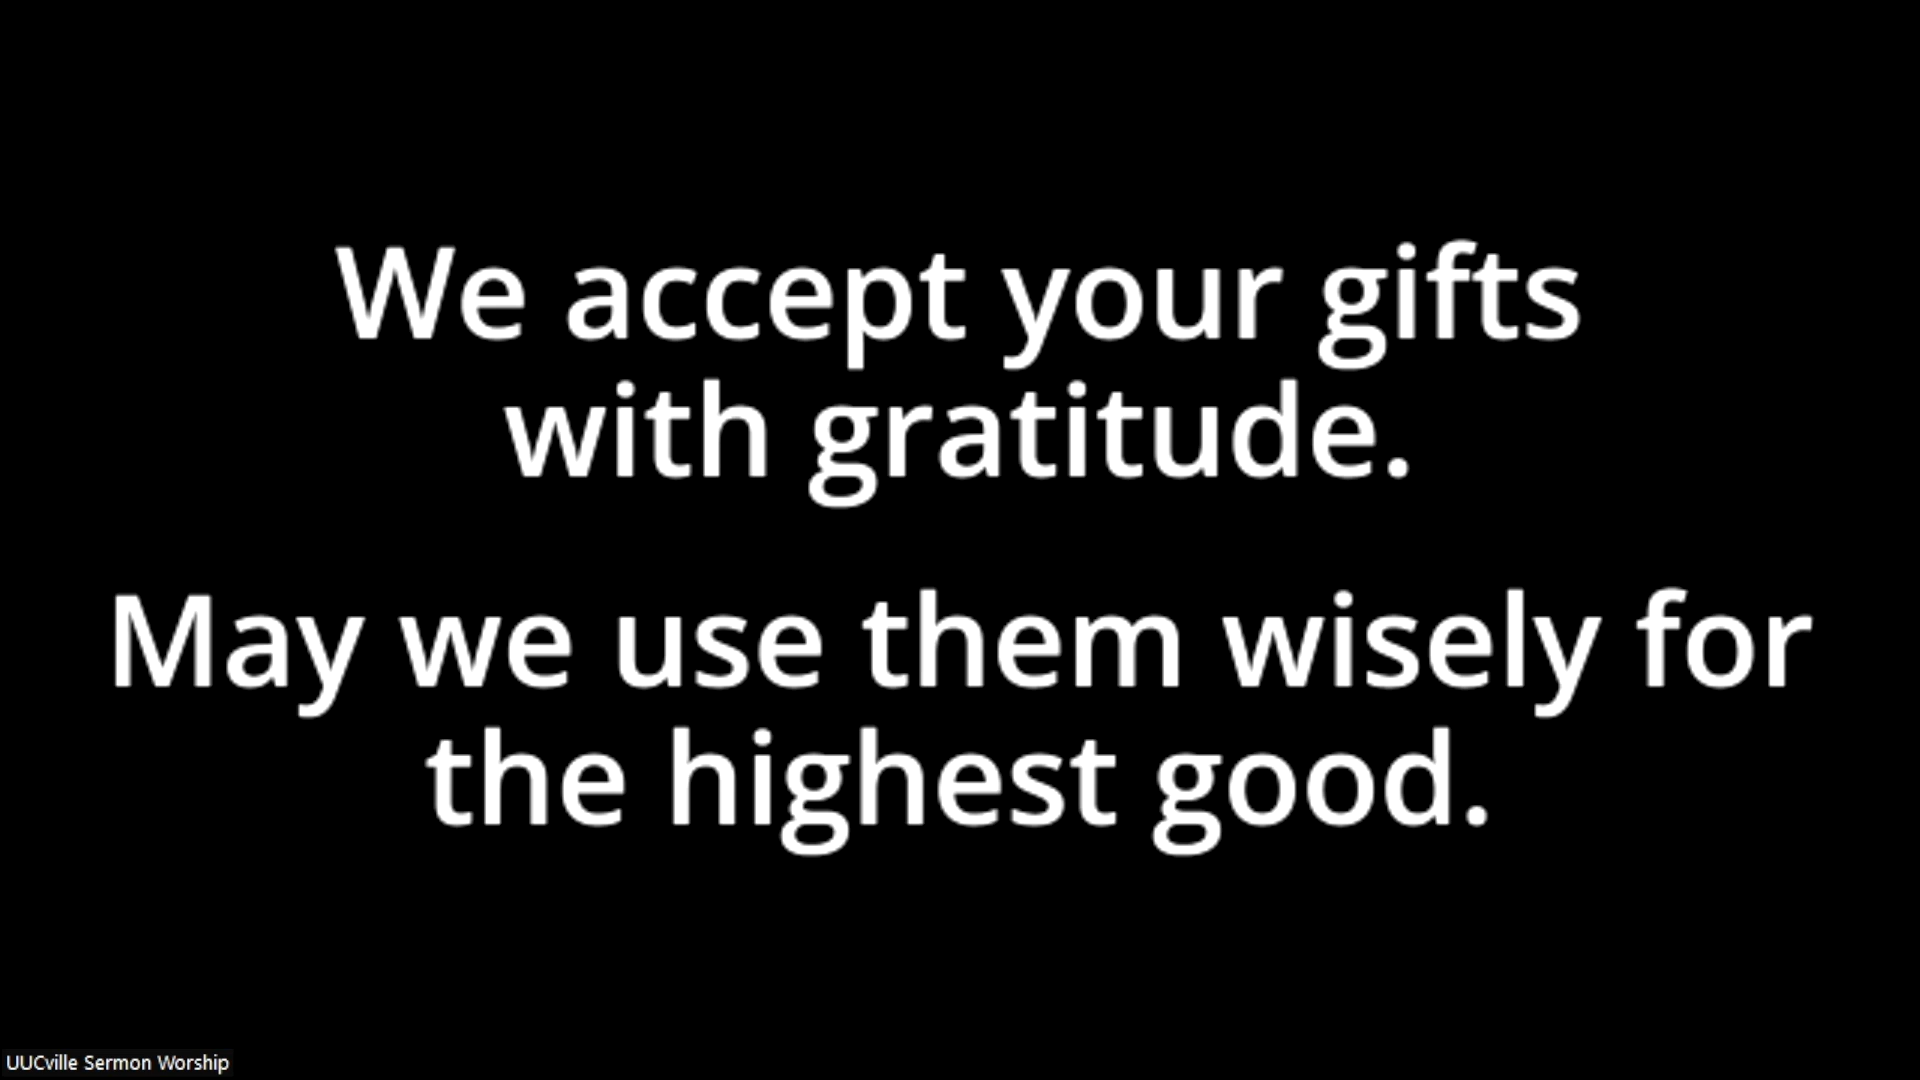 We accept your gifts
with gratitude.
May we use them wisely for
the highest good.
UUCville Sermon Worship